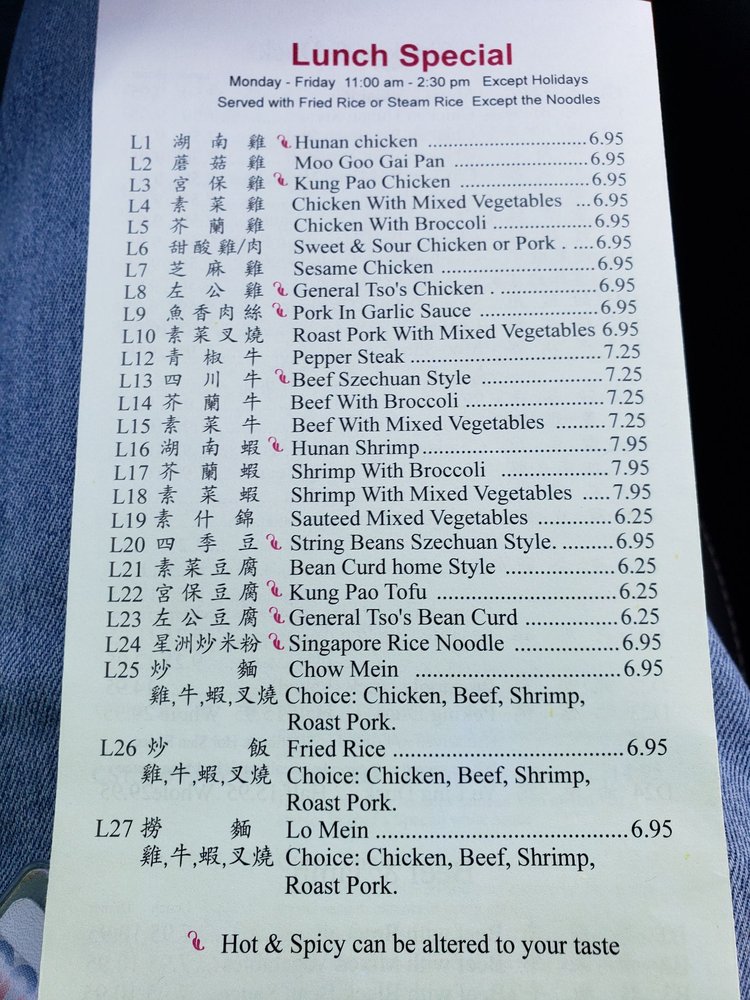 Lunch Special
Monday - Friday 11:00 am - 2:30 pm Except Holidays
Served with Fried Rice or Steam Rice Except the Noodles
L1 湖南雞 Hunan chicken ................................6.95
L2 蘑菇雞 Moo Goo Gai Pan ...........................6.95
L3 宮保雞 Kung Pao Chicken ..........................6.95
L4 素菜雞 Chicken With Mixed Vegetables ...6.95
L5 芥蘭雞 Chicken With Broccoli ....................6.95
L6 甜酸雞/肉 Sweet & Sour Chicken or Pork . ....6.95
L7 芝麻雞 Sesame Chicken ..............................6.95
L8 左公雞 General Tso's Chicken . ...................6.95
L9 魚香肉絲 Pork In Garlic Sauce ......................6.95
L10 素菜叉燒 Roast Pork With Mixed Vegetables 6.95
L12 青椒牛 Pepper Steak ...................................7.25
L13 四川牛 Beef Szechuan Style ......................7.25
L14 芥蘭牛 Beef With Broccoli .........................7.25
L15 素菜牛 Beef With Mixed Vegetables .........7.25
L16 湖南蝦 Hunan Shrimp.................................7.95
L17 芥蘭蝦 Shrimp With Broccoli ...................7.95
L18 素菜蝦 Shrimp With Mixed Vegetables .....7.95
L19 素什錦 Sauteed Mixed Vegetables .............6.25
L20 四季豆 String Beans Szechuan Style. .........6.95
L21 素菜豆腐 Bean Curd home Style ...................6.25
L22 宮保豆腐 Kung Pao Tofu ...............................6.25
L23 左公豆腐 General Tso's Bean Curd ................6.25
L24 星洲炒米粉 Singapore Rice Noodle ...................6.95
L25 炒麵 Chow Mein ...................................6.95
雞,牛,蝦,叉燒 Choice: Chicken, Beef, Shrimp,
Roast Pork.
L26 炒飯 Fried Rice .......................................6.95
雞,牛,蝦,叉燒 Choice: Chicken, Beef, Shrimp,
Roast Pork.
L27 撈麵 Lo Mein .........................................6.95
雞,牛,蝦,叉燒 Choice: Chicken, Beef, Shrimp,
Roast Pork.
Hot & Spicy can be altered to your taste